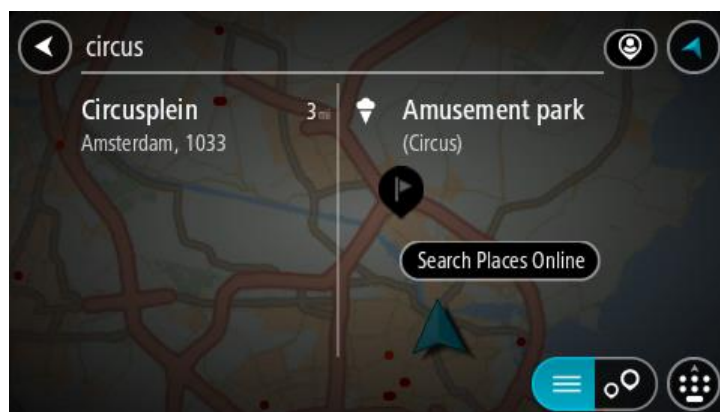 circus
Circusplein
3 mi
Amsterdam, 1033
Amusement park
(Circus)
Search Places Online